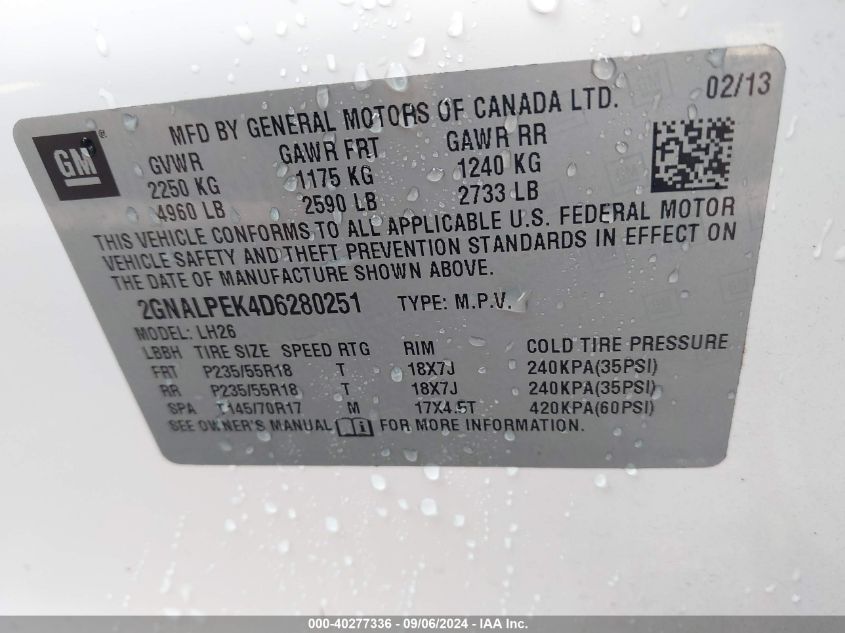 02/13
MFD BY GENERAL MOTORS OF CANADA LTD.
GM ®
GVWR GAWR FRT GAWR RR
2250 KG 1175 KG 1240 KG
4960 LB 2590 LB 2733 LB
THIS VEHICLE CONFORMS TO ALL APPLICABLE U.S. FEDERAL MOTOR
VEHICLE SAFETY AND THEFT PREVENTION STANDARDS IN EFFECT ON
THE DATE OF MANUFACTURE SHOWN ABOVE.
2GNALPEK4D6280251 TYPE: M.P.V.
MODEL: LH26
LBBH TIRE SIZE SPEED RTG RIM COLD TIRE PRESSURE
FRT P235/55R18 T 18X7J 240KPA(35PSI)
RR P235/55R18 T 18X7J 240KPA(35PSI)
SPA T145/70R17 M 17X4.5T 420KPA(60PSI)
SEE OWNER'S MANUAL FOR MORE INFORMATION.
000-40277336 - 09/06/2024 - IAA Inc.